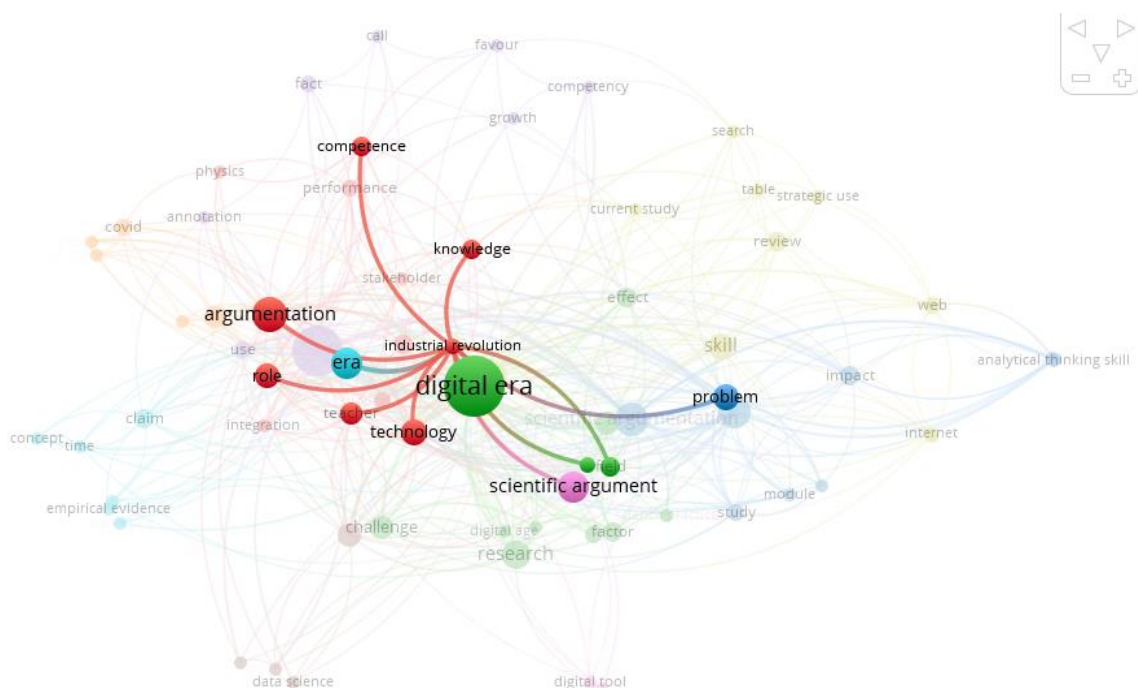 call
favour
fact
competency
growth
search
competence
physics
performance
table
strategic use
current study
annotation
covid
review
knowledge
stakeholder
effect
web
argumentation
industrial revolution
skill
use
era
analytical thinking skill
role
digital era
impact
problem
teacher
scientific argumentation
claim
integration
technology
internet
concept
time
field
scientific argument
module
empirical evidence
study
challenge
digital age
factor
research
data science
digital tool